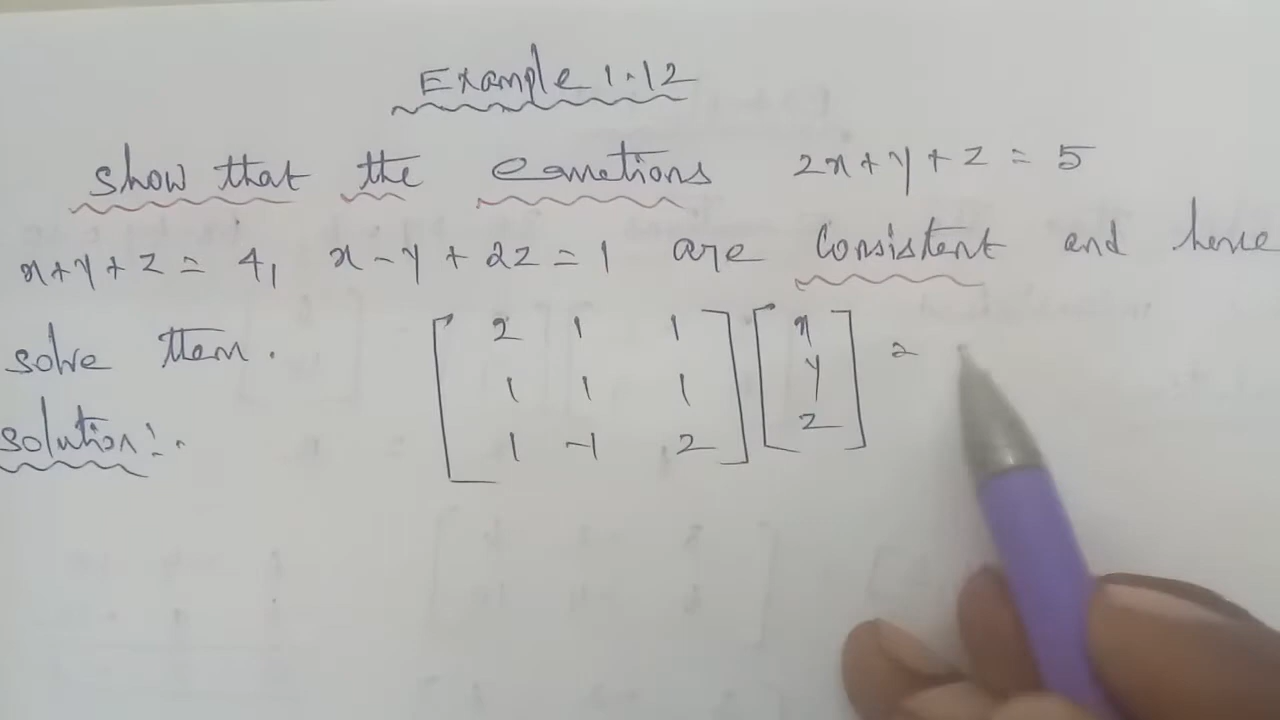 Example 1.12
Show that the equations 2x + y + z = 5
x + y + z = 4, x - y + 2z = 1 are consistent and hence
solve them.
solution:-
[2 1 1] [x] =
[1 1 1] [y]
[1 -1 2] [z]